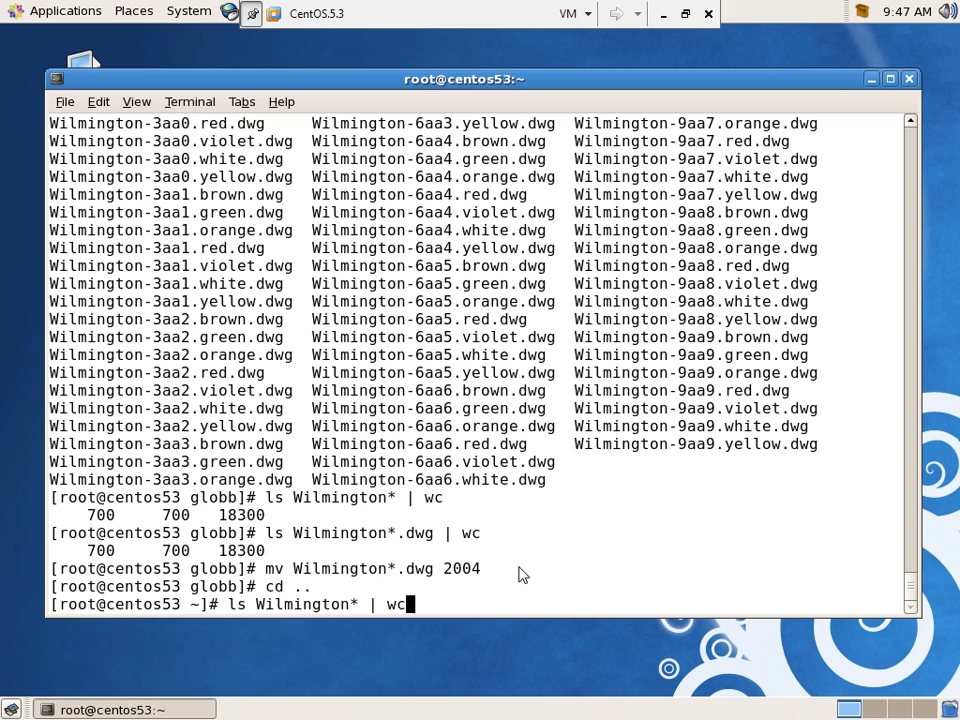 Applications Places System CentOS.5.3 VM 9:47 AM
root@centos53:~
File Edit View Terminal Tabs Help
Wilmington-3aa0.red.dwg Wilmington-6aa3.yellow.dwg Wilmington-9aa7.orange.dwg
Wilmington-3aa0.violet.dwg Wilmington-6aa4.brown.dwg Wilmington-9aa7.red.dwg
Wilmington-3aa0.white.dwg Wilmington-6aa4.green.dwg Wilmington-9aa7.violet.dwg
Wilmington-3aa0.yellow.dwg Wilmington-6aa4.orange.dwg Wilmington-9aa7.white.dwg
Wilmington-3aa1.brown.dwg Wilmington-6aa4.red.dwg Wilmington-9aa7.yellow.dwg
Wilmington-3aa1.green.dwg Wilmington-6aa4.violet.dwg Wilmington-9aa8.brown.dwg
Wilmington-3aa1.orange.dwg Wilmington-6aa4.white.dwg Wilmington-9aa8.green.dwg
Wilmington-3aa1.red.dwg Wilmington-6aa4.yellow.dwg Wilmington-9aa8.orange.dwg
Wilmington-3aa1.violet.dwg Wilmington-6aa5.brown.dwg Wilmington-9aa8.red.dwg
Wilmington-3aa1.white.dwg Wilmington-6aa5.green.dwg Wilmington-9aa8.violet.dwg
Wilmington-3aa1.yellow.dwg Wilmington-6aa5.orange.dwg Wilmington-9aa8.white.dwg
Wilmington-3aa2.brown.dwg Wilmington-6aa5.red.dwg Wilmington-9aa8.yellow.dwg
Wilmington-3aa2.green.dwg Wilmington-6aa5.violet.dwg Wilmington-9aa9.brown.dwg
Wilmington-3aa2.orange.dwg Wilmington-6aa5.white.dwg Wilmington-9aa9.green.dwg
Wilmington-3aa2.red.dwg Wilmington-6aa5.yellow.dwg Wilmington-9aa9.orange.dwg
Wilmington-3aa2.violet.dwg Wilmington-6aa6.brown.dwg Wilmington-9aa9.red.dwg
Wilmington-3aa2.white.dwg Wilmington-6aa6.green.dwg Wilmington-9aa9.violet.dwg
Wilmington-3aa2.yellow.dwg Wilmington-6aa6.orange.dwg Wilmington-9aa9.white.dwg
Wilmington-3aa3.brown.dwg Wilmington-6aa6.red.dwg Wilmington-9aa9.yellow.dwg
Wilmington-3aa3.green.dwg Wilmington-6aa6.violet.dwg
Wilmington-3aa3.orange.dwg Wilmington-6aa6.white.dwg
[root@centos53 globb]# ls Wilmington* | wc
700 700 18300
[root@centos53 globb]# ls Wilmington*.dwg | wc
700 700 18300
[root@centos53 globb]# mv Wilmington*.dwg 2004
[root@centos53 globb]# cd ..
[root@centos53 ~]# ls Wilmington* | wc
root@centos53:~